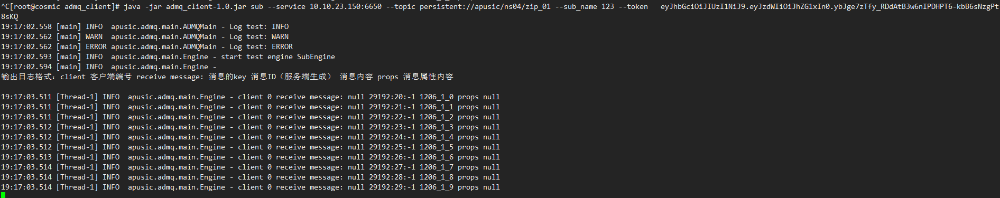 ^C[root@cosmic admq_client]# java -jar admq_client-1.0.jar sub --service 10.10.23.150:6650 --topic persistent://apusic/ns04/zip_01 --sub_name 123 --token   eyJhbGciOiJIUzI1NiJ9.eyJzdWIiOiJhZG1xIn0.ybJge7zTfy_RDdAtB3w6nIPDHPT6-kbB6sNzgPt
8sKQ
19:17:02.558 [main] INFO  apusic.admq.main.ADMQMain - Log test: INFO
19:17:02.562 [main] WARN  apusic.admq.main.ADMQMain - Log test: WARN
19:17:02.562 [main] ERROR apusic.admq.main.ADMQMain - Log test: ERROR
19:17:02.593 [main] INFO  apusic.admq.main.Engine - start test engine SubEngine
19:17:02.594 [main] INFO  apusic.admq.main.Engine -
输出日志格式：client 客户端编号 receive message: 消息的key 消息ID（服务端生成） 消息内容 props 消息属性内容
19:17:03.511 [Thread-1] INFO  apusic.admq.main.Engine - client 0 receive message: null 29192:20:-1 1206_1_0 props null
19:17:03.511 [Thread-1] INFO  apusic.admq.main.Engine - client 0 receive message: null 29192:21:-1 1206_1_1 props null
19:17:03.511 [Thread-1] INFO  apusic.admq.main.Engine - client 0 receive message: null 29192:22:-1 1206_1_2 props null
19:17:03.512 [Thread-1] INFO  apusic.admq.main.Engine - client 0 receive message: null 29192:23:-1 1206_1_3 props null
19:17:03.512 [Thread-1] INFO  apusic.admq.main.Engine - client 0 receive message: null 29192:24:-1 1206_1_4 props null
19:17:03.512 [Thread-1] INFO  apusic.admq.main.Engine - client 0 receive message: null 29192:25:-1 1206_1_5 props null
19:17:03.513 [Thread-1] INFO  apusic.admq.main.Engine - client 0 receive message: null 29192:26:-1 1206_1_6 props null
19:17:03.514 [Thread-1] INFO  apusic.admq.main.Engine - client 0 receive message: null 29192:27:-1 1206_1_7 props null
19:17:03.514 [Thread-1] INFO  apusic.admq.main.Engine - client 0 receive message: null 29192:28:-1 1206_1_8 props null
19:17:03.514 [Thread-1] INFO  apusic.admq.main.Engine - client 0 receive message: null 29192:29:-1 1206_1_9 props null